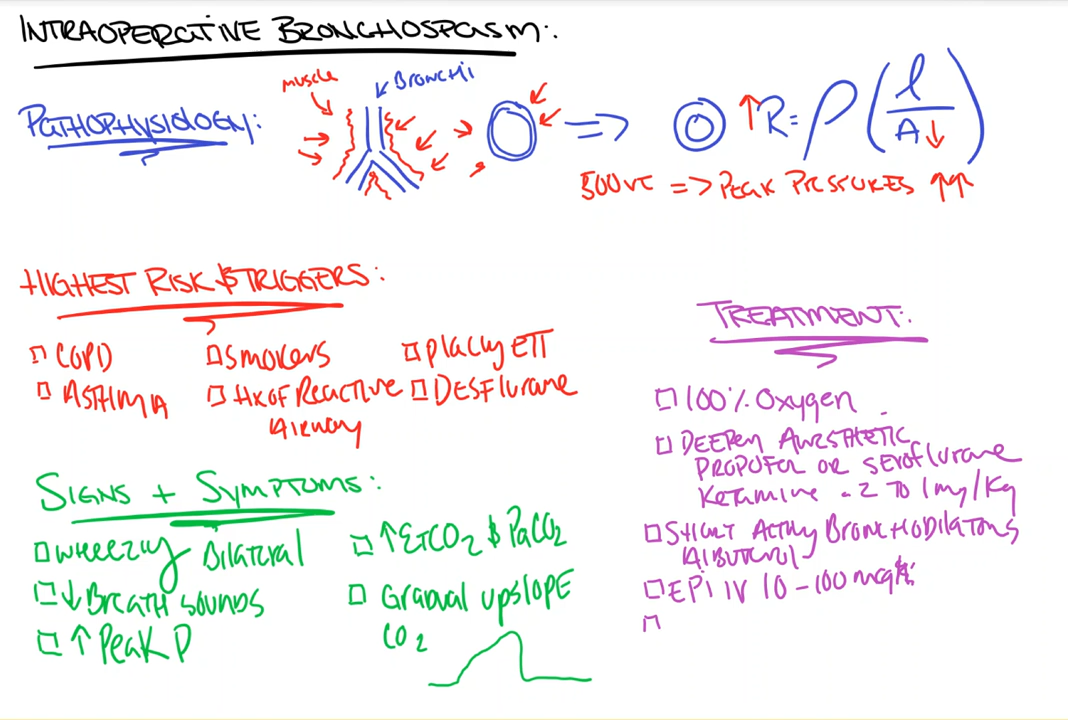 INTRAOPERATIVE BRONCHOSPASM:
PATHOPHYSIOLOGY:
muscle
Bronchi
↑R = ρ (l / A↓)
500 VT => PEAK PRESSURES ↑↑
HIGHEST RISK & TRIGGERS:
□ COPD
□ ASTHMA
□ SMOKERS
□ HX OF REACTIVE
AIRWAY
□ placing ETT
□ DESFlurane
SIGNS + SYMPTOMS:
□ wheezing Bilateral
□ ↓ Breath sounds
□ ↑ Peak P
□ ↑ EtCO2 & PaCO2
□ Gradual upslope
CO2
TREATMENT:
□ 100% Oxygen
□ DEEPEN ANESTHETIC
PROPOFOL OR SEVOFlurane
Ketamine .2 TO 1mg/Kg
□ SHORT Acting BRONCHODILATORS
Albuterol
□ EPi IV 10-100 mcg
□